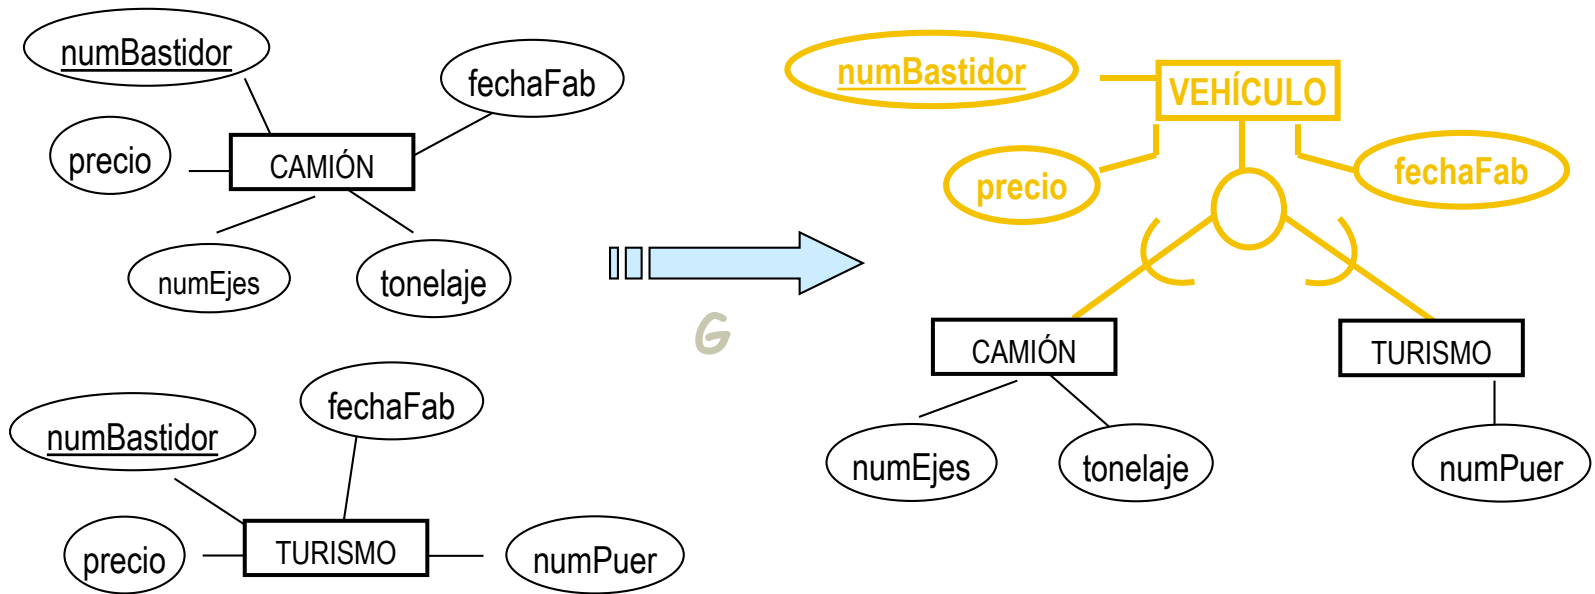 numBastidor
fechaFab
precio
CAMIÓN
numEjes
tonelaje
numBastidor
fechaFab
precio
TURISMO
numPuer
G
numBastidor
VEHÍCULO
precio
fechaFab
CAMIÓN
TURISMO
numEjes
tonelaje
numPuer